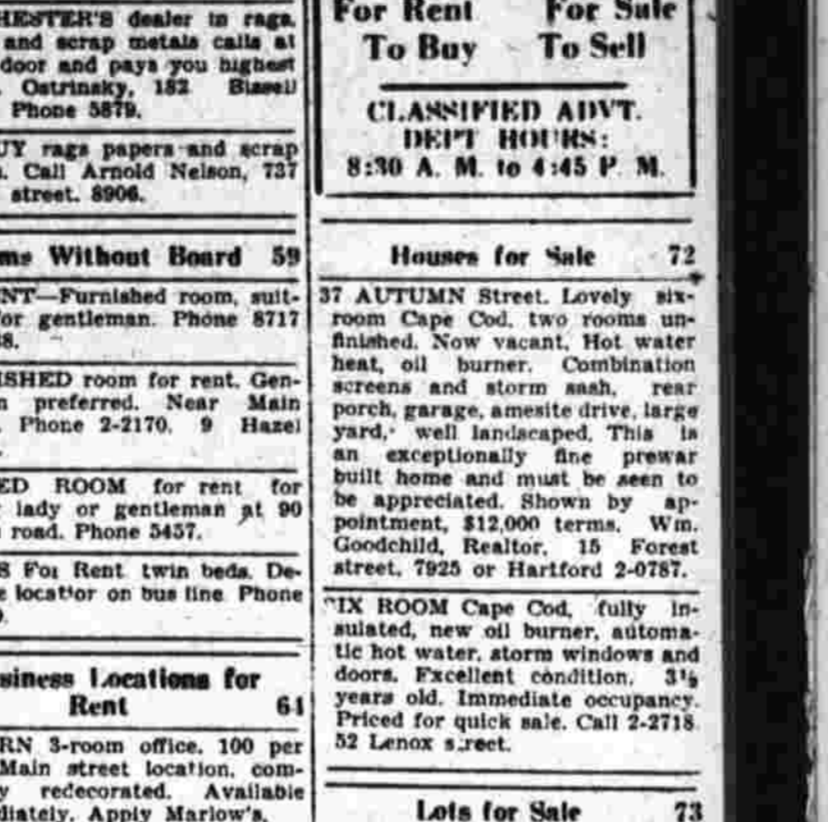 HESTER'S dealer in rags,
and scrap metals calls at
door and pays you highest
Ostrinsky, 182 Bissell
Phone 5879.
UY rags papers and scrap
Call Arnold Nelson, 737
street. 8906.
ms Without Board 59
NT—Furnished room, suit-
or gentleman. Phone 8717
8.
ISHED room for rent. Gen-
n preferred. Near Main
Phone 2-2170. 9 Hazel
ED ROOM for rent for
lady or gentleman at 90
road. Phone 5457.
S For Rent twin beds. De-
e location on bus line Phone
siness Locations for
Rent 64
RN 3-room office. 100 per
Main street location, com-
y redecorated. Available
diately. Apply Marlow's.
For Rent For Sale
To Buy To Sell
CLASSIFIED ADVT.
DEPT HOURS:
8:30 A. M. to 4:45 P. M.
Houses for Sale 72
37 AUTUMN Street. Lovely six-
room Cape Cod, two rooms un-
finished. Now vacant. Hot water
heat, oil burner. Combination
screens and storm sash, rear
porch, garage, amesite drive, large
yard, well landscaped. This is
an exceptionally fine prewar
built home and must be seen to
be appreciated. Shown by ap-
pointment, $12,000 terms. Wm.
Goodchild, Realtor, 15 Forest
street. 7925 or Hartford 2-0787.
SIX ROOM Cape Cod, fully in-
sulated, new oil burner, automa-
tic hot water, storm windows and
doors. Excellent condition. 3½
years old. Immediate occupancy.
Priced for quick sale. Call 2-2718
52 Lenox street.
Lots for Sale 73